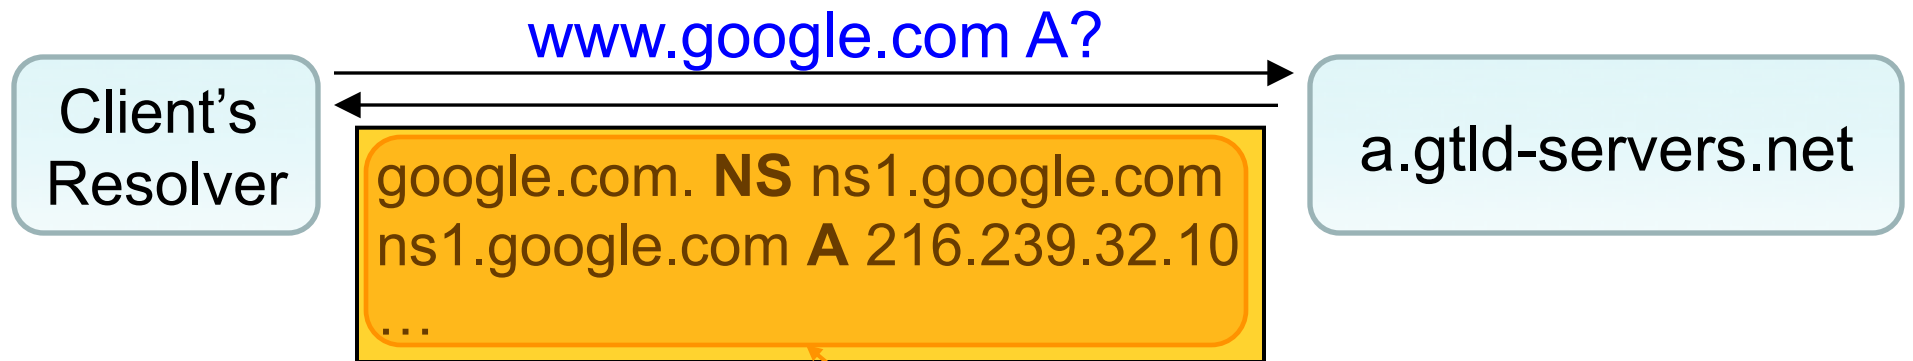 www.google.com A?
Client’s
Resolver
a.gtld-servers.net
google.com. NS ns1.google.com
ns1.google.com A 216.239.32.10
…